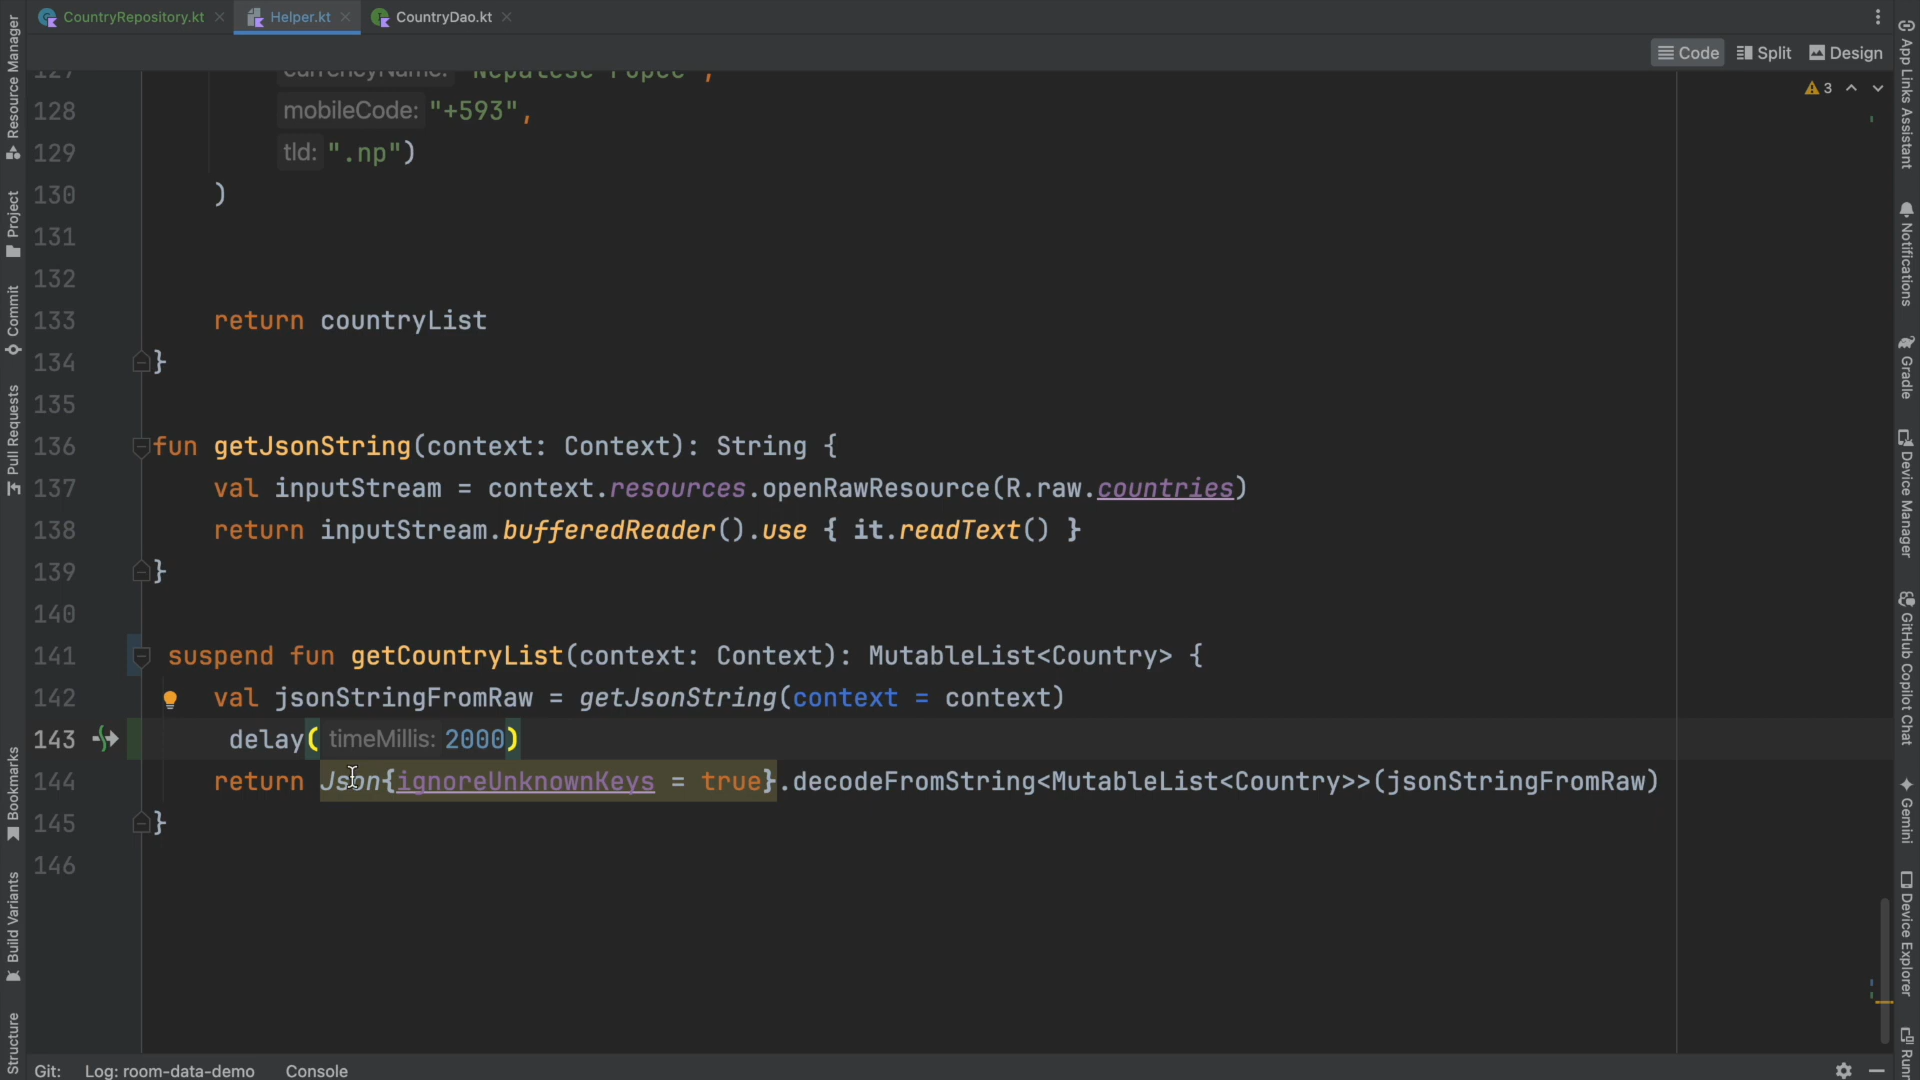 CountryRepository.kt
Helper.kt
CountryDao.kt
Code
Split
Design
3
127 currencyName: "Nepalese rupee",
128 mobileCode: "+593",
129 tld: ".np")
130 )
131
132
133 return countryList
134 }
135
136 fun getJsonString(context: Context): String {
137 val inputStream = context.resources.openRawResource(R.raw.countries)
138 return inputStream.bufferedReader().use { it.readText() }
139 }
140
141 suspend fun getCountryList(context: Context): MutableList<Country> {
142 val jsonStringFromRaw = getJsonString(context = context)
143 delay( timeMillis: 2000)
144 return Json{ignoreUnknownKeys = true}.decodeFromString<MutableList<Country>>(jsonStringFromRaw)
145 }
146
Resource Manager
Project
Commit
Pull Requests
Bookmarks
Build Variants
Structure
App Links Assistant
Notifications
Gradle
Device Manager
GitHub Copilot Chat
Gemini
Device Explorer
Git:
Log: room-data-demo
Console